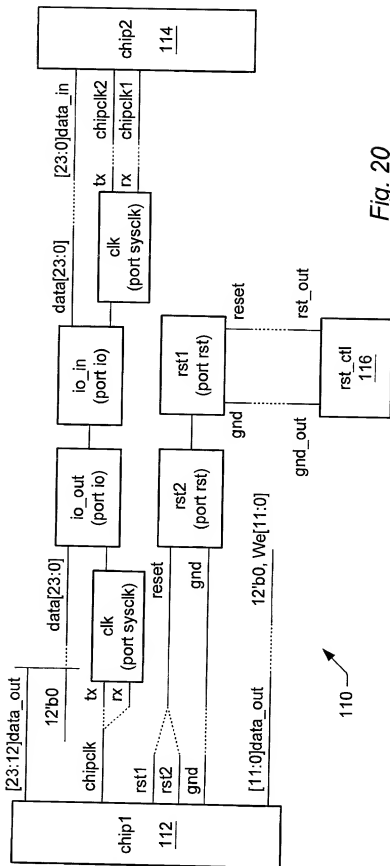 chip1
112
[23:12]data_out
12'b0
data[23:0]
chipclk
tx
rx
clk
(port sysclk)
io_out
(port io)
io_in
(port io)
data[23:0]
[23:0]data_in
clk
(port sysclk)
tx
rx
chipclk2
chipclk1
chip2
114
rst1
rst2
gnd
reset
gnd
rst2
(port rst)
rst1
(port rst)
gnd
reset
gnd_out
rst_out
rst_ctl
116
[11:0]data_out
12'b0, We[11:0]
110
Fig. 20